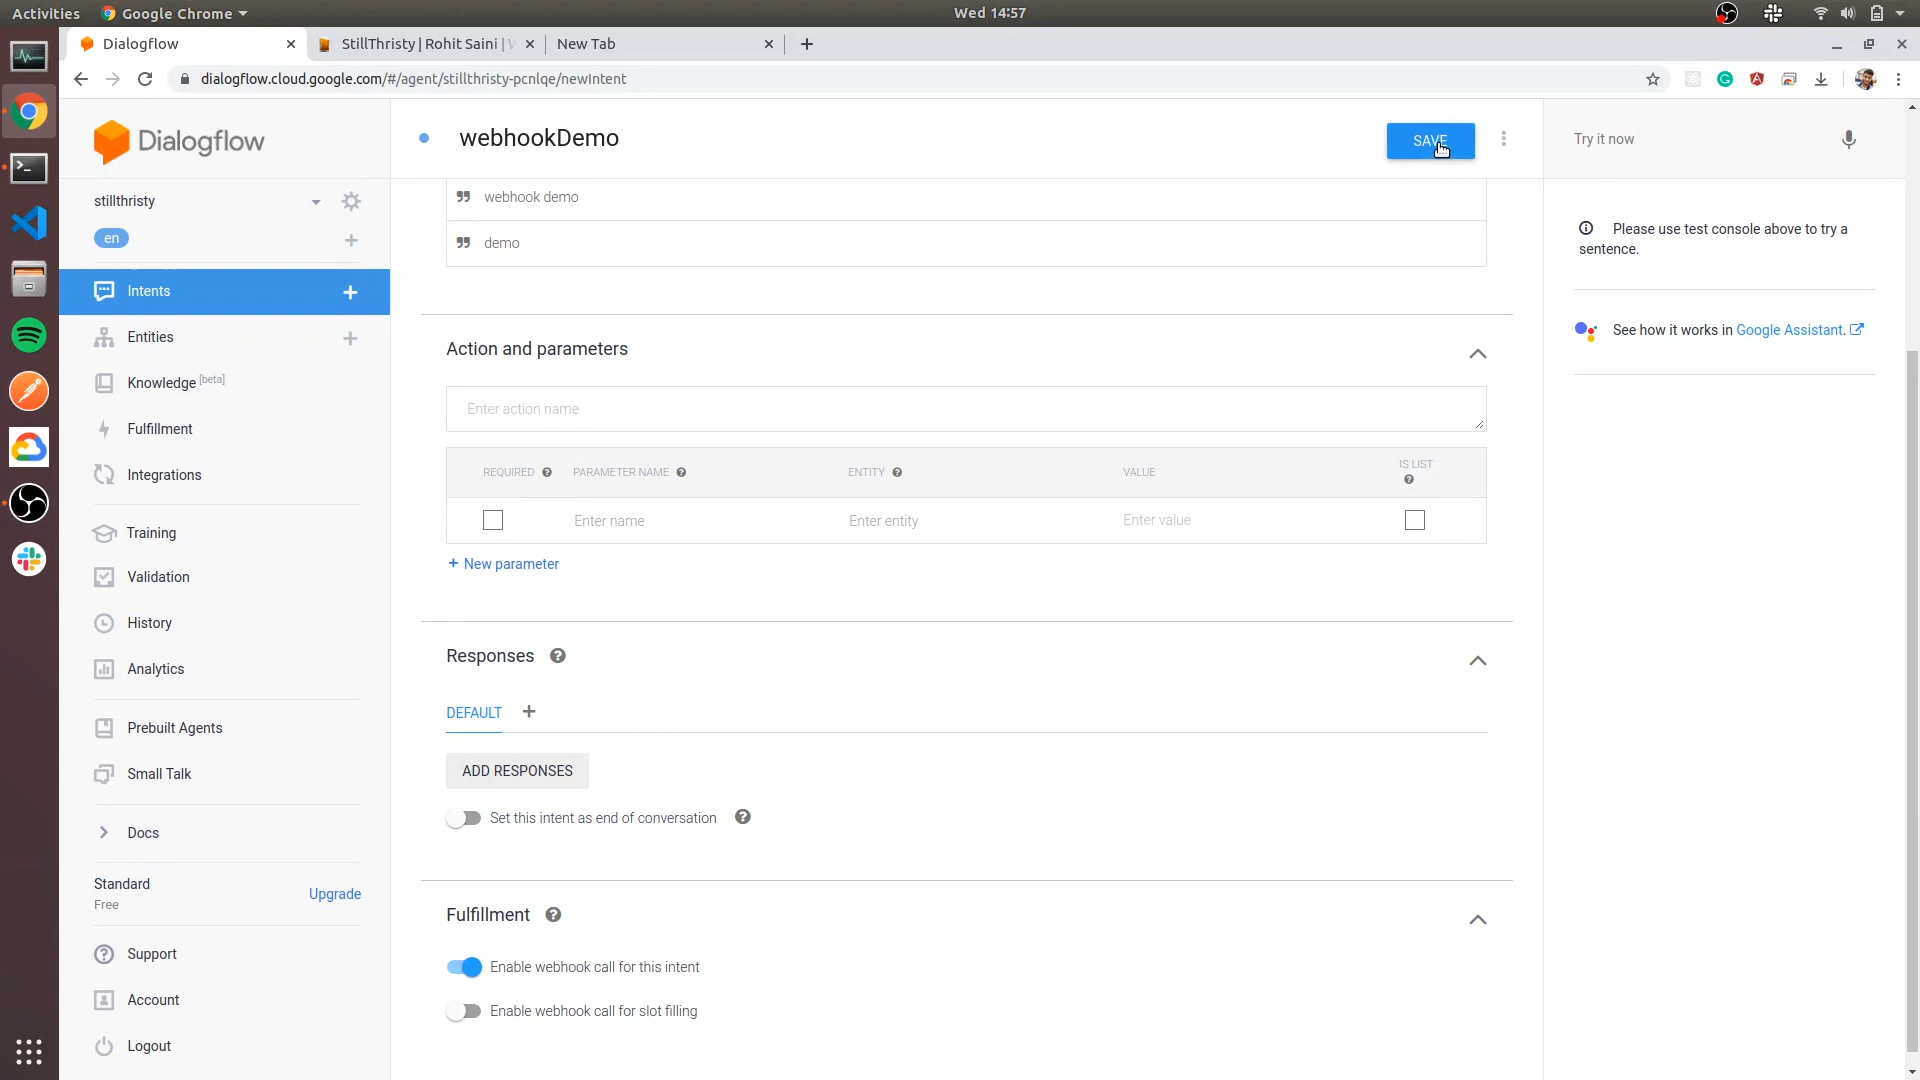 Activities
Google Chrome
Wed 14:57
Dialogflow
StillThristy | Rohit Saini |
New Tab
dialogflow.cloud.google.com/#/agent/stillthristy-pcnlqe/newIntent
Dialogflow
webhookDemo
SAVE
Try it now
stillthristy
en
Intents
Entities
Knowledge [beta]
Fulfillment
Integrations
Training
Validation
History
Analytics
Prebuilt Agents
Small Talk
Docs
Standard
Free
Upgrade
Support
Account
Logout
webhook demo
demo
Action and parameters
Enter action name
REQUIRED
PARAMETER NAME
ENTITY
VALUE
IS LIST
Enter name
Enter entity
Enter value
+ New parameter
Responses
DEFAULT
ADD RESPONSES
Set this intent as end of conversation
Fulfillment
Enable webhook call for this intent
Enable webhook call for slot filling
Please use test console above to try a
sentence.
See how it works in Google Assistant.